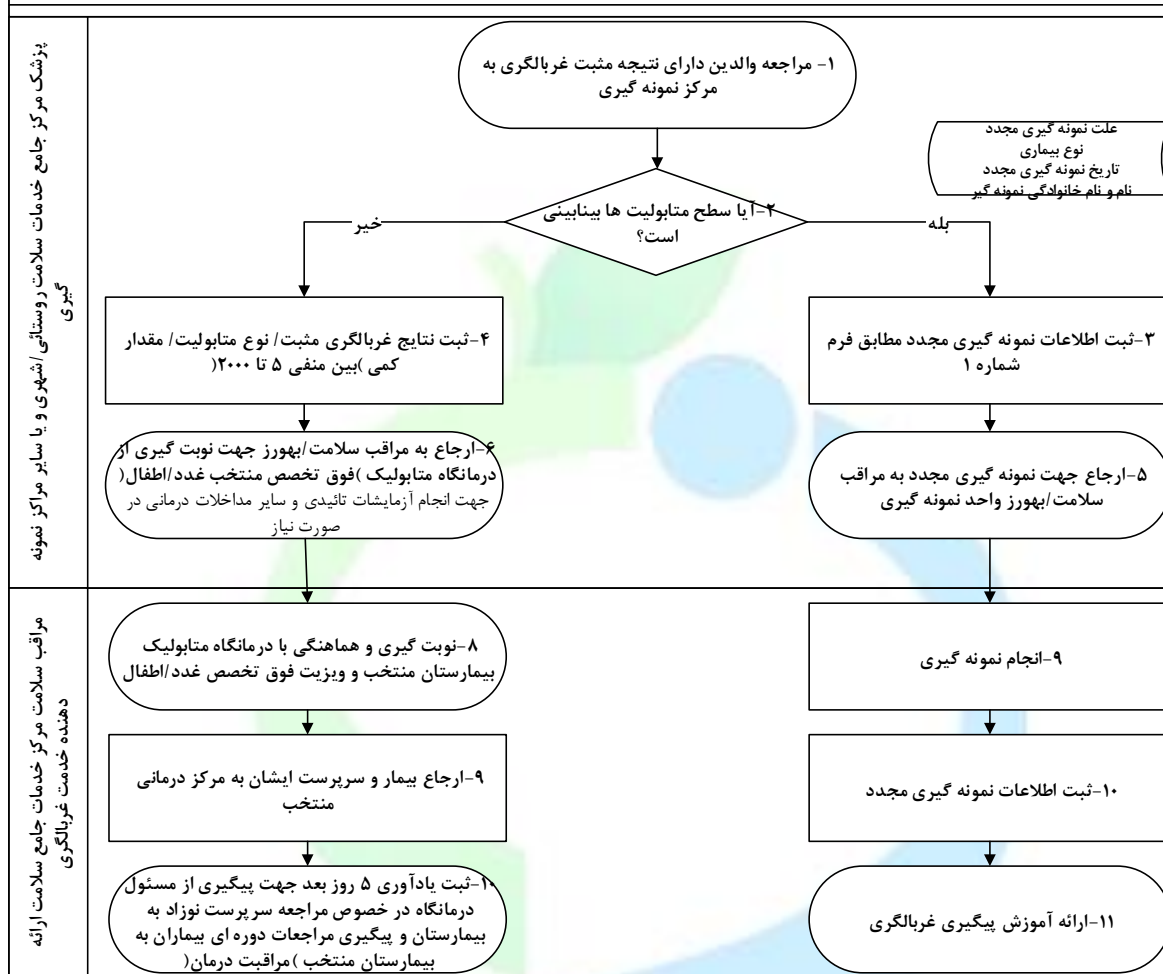 پزشک مرکز جامع خدمات سلامت روستائی/شهری و یا سایر مراکز نمونه
گیری
۱- مراجعه والدین دارای نتیجه مثبت غربالگری به
مرکز نمونه گیری
علت نمونه گیری مجدد
نوع بیماری
تاریخ نمونه گیری مجدد
نام و نام خانوادگی نمونه گیر
۲-آیا سطح متابولیت ها بینابینی
است؟
بله
خیر
۳-ثبت اطلاعات نمونه گیری مجدد مطابق فرم
شماره ۱
۴-ثبت نتایج غربالگری مثبت/ نوع متابولیت/ مقدار
کمی )بین منفی ۵ تا ۲۰۰۰(
۵-ارجاع جهت نمونه گیری مجدد به مراقب
سلامت/بهورز واحد نمونه گیری
۶-ارجاع به مراقب سلامت/بهورز جهت نوبت گیری از
درمانگاه متابولیک )فوق تخصص منتخب غدد/اطفال(
جهت انجام آزمایشات تائیدی و سایر مداخلات درمانی در
صورت نیاز
مراقب سلامت مرکز خدمات جامع سلامت ارائه
دهنده خدمت غربالگری
۹-انجام نمونه گیری
۸-نوبت گیری و هماهنگی با درمانگاه متابولیک
بیمارستان منتخب و ویزیت فوق تخصص غدد/اطفال
۱۰-ثبت اطلاعات نمونه گیری مجدد
۹-ارجاع بیمار و سرپرست ایشان به مرکز درمانی
منتخب
۱۱-ارائه آموزش پیگیری غربالگری
۱۰-ثبت یادآوری ۵ روز بعد جهت پیگیری از مسئول
درمانگاه در خصوص مراجعه سرپرست نوزاد به
بیمارستان و پیگیری مراجعات دوره ای بیماران به
بیمارستان منتخب )مراقبت درمان(